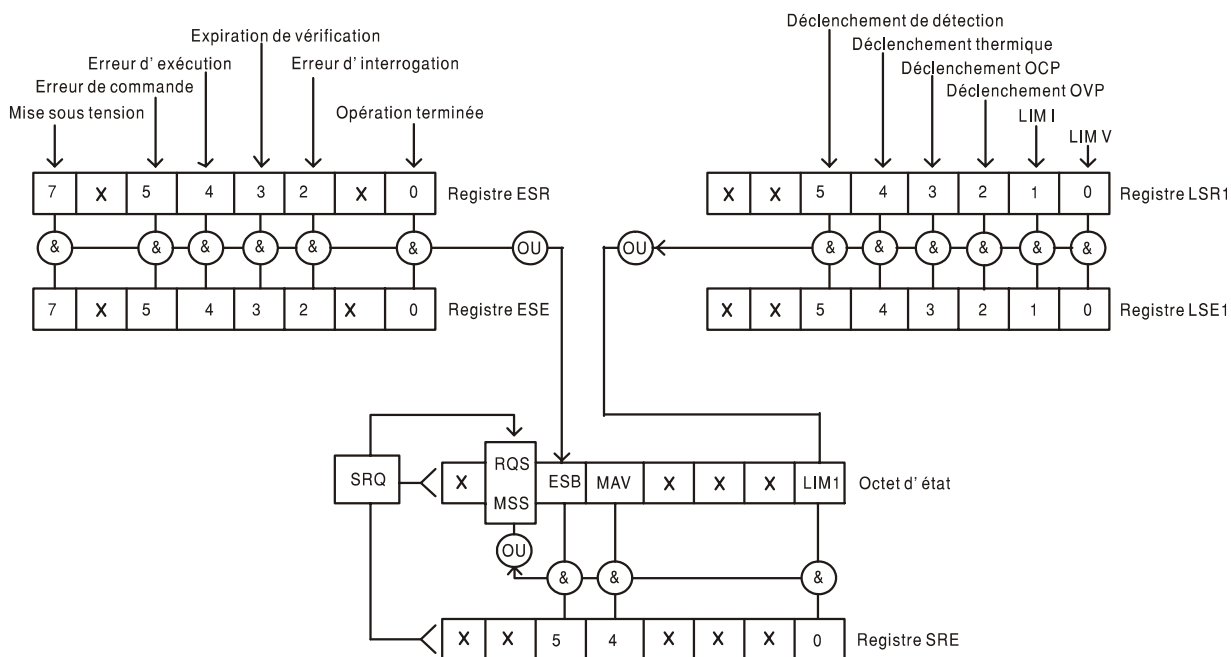 Expiration de vérification
Erreur d' exécution
Erreur d' interrogation
Erreur de commande
Mise sous tension
Opération terminée
7 X 5 4 3 2 X 0 Registre ESR
& & & & & & OU
7 X 5 4 3 2 X 0 Registre ESE
Déclenchement de détection
Déclenchement thermique
Déclenchement OCP
Déclenchement OVP
LIM I
LIM V
X X 5 4 3 2 1 0 Registre LSR1
OU & & & & & &
X X 5 4 3 2 1 0 Registre LSE1
SRQ
X RQS MSS ESB MAV X X X LIM1 Octet d' état
OU
& & &
X X 5 4 X X X 0 Registre SRE